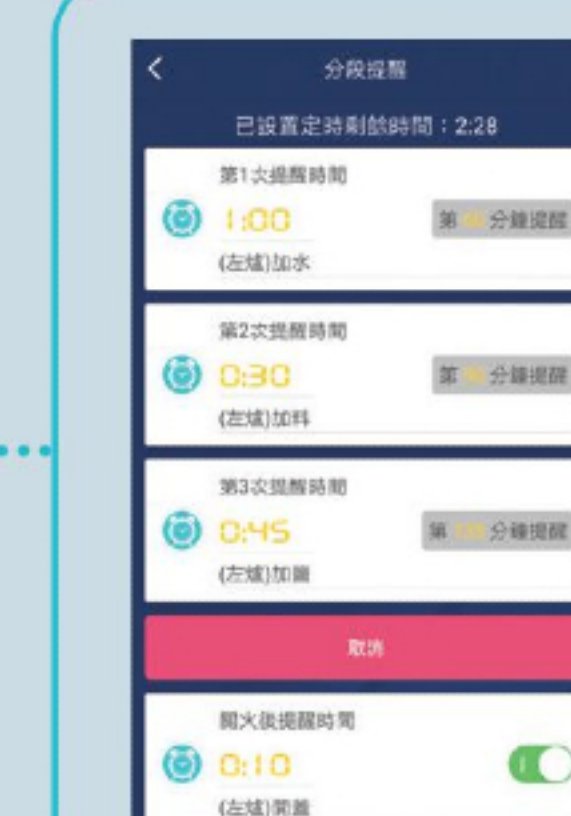 分段提醒
已設置定時剩餘時間：2:28
第1次提醒時間
1:00
第 分鐘提醒
(左爐)加水
第2次提醒時間
0:30
第 分鐘提醒
(左爐)加料
第3次提醒時間
0:45
第 分鐘提醒
(左爐)加
取消
關火後提醒時間
0:10
(左爐)開蓋